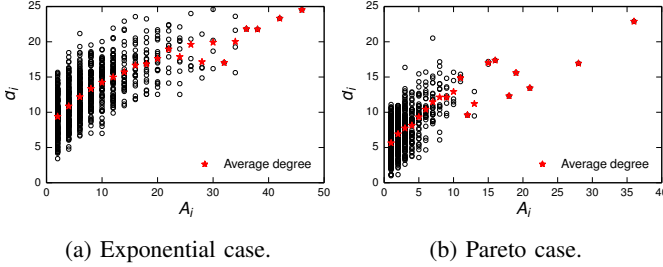 25
20
15
10
5
0
d_i
0 10 20 30 40 50
A_i
Average degree
(a) Exponential case.
25
20
15
10
5
0
d_i
0 5 10 15 20 25 30 35 40
A_i
Average degree
(b) Pareto case.